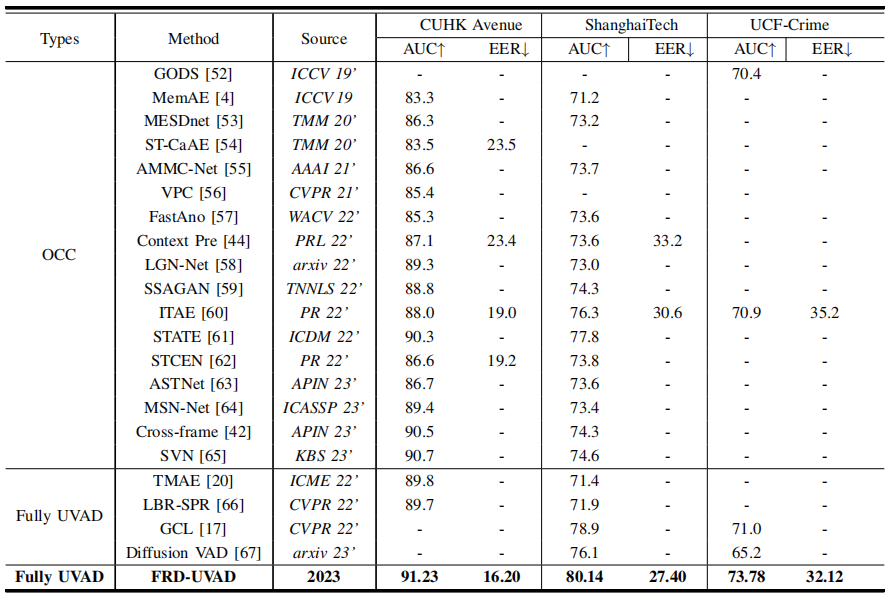 Types Method Source CUHK Avenue ShanghaiTech UCF-Crime
AUC↑ EER↓ AUC↑ EER↓ AUC↑ EER↓
GODS [52] ICCV 19’ - - - - 70.4 -
MemAE [4] ICCV 19 83.3 - 71.2 - - -
MESDnet [53] TMM 20’ 86.3 - 73.2 - - -
ST-CaAE [54] TMM 20’ 83.5 23.5 - - - -
AMMC-Net [55] AAAI 21’ 86.6 - 73.7 - - -
VPC [56] CVPR 21’ 85.4 - - -
FastAno [57] WACV 22’ 85.3 - 73.6 - - -
OCC Context Pre [44] PRL 22’ 87.1 23.4 73.6 33.2 - -
LGN-Net [58] arxiv 22’ 89.3 - 73.0 - - -
SSAGAN [59] TNNLS 22’ 88.8 - 74.3 - - -
ITAE [60] PR 22’ 88.0 19.0 76.3 30.6 70.9 35.2
STATE [61] ICDM 22’ 90.3 - 77.8 - - -
STCEN [62] PR 22’ 86.6 19.2 73.8 - - -
ASTNet [63] APIN 23’ 86.7 - 73.6 - - -
MSN-Net [64] ICASSP 23’ 89.4 - 73.4 - - -
Cross-frame [42] APIN 23’ 90.5 - 74.3 - - -
SVN [65] KBS 23’ 90.7 - 74.6 - - -
Fully UVAD TMAE [20] ICME 22’ 89.8 - 71.4 - - -
LBR-SPR [66] CVPR 22’ 89.7 - 71.9 - - -
GCL [17] CVPR 22’ - - 78.9 - 71.0 -
Diffusion VAD [67] arxiv 23’ - - 76.1 - 65.2 -
Fully UVAD FRD-UVAD 2023 91.23 16.20 80.14 27.40 73.78 32.12